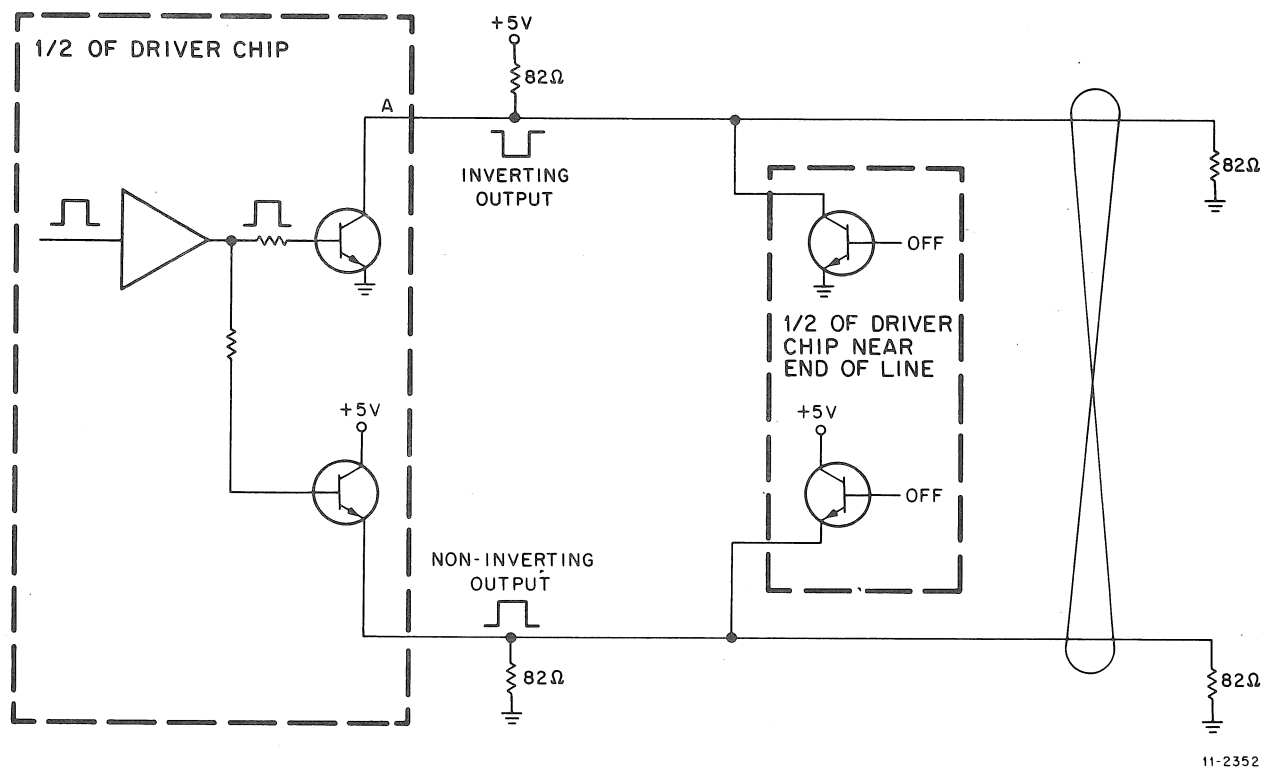 1/2 OF DRIVER CHIP
+5V
82Ω
A
INVERTING
OUTPUT
82Ω
OFF
1/2 OF DRIVER
CHIP NEAR
END OF LINE
+5V
+5V
OFF
NON-INVERTING
OUTPUT
82Ω
82Ω
11-2352